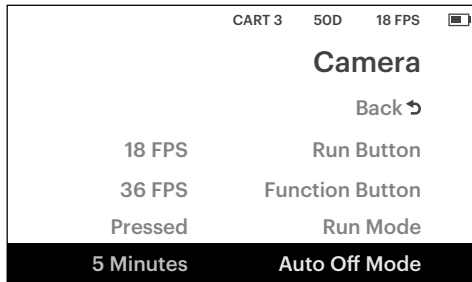 CART 3 50D 18 FPS
Camera
Back
18 FPS Run Button
36 FPS Function Button
Pressed Run Mode
5 Minutes Auto Off Mode